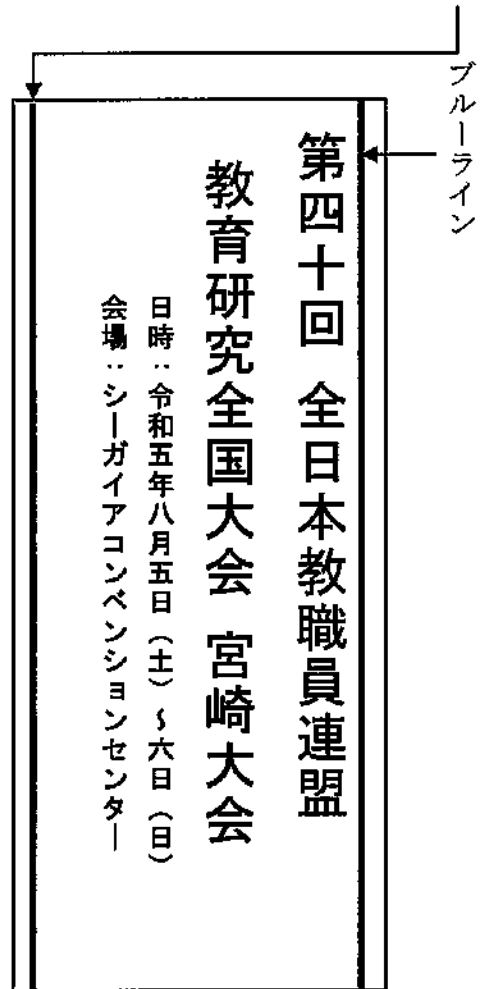 ブルーライン
第四十回 全日本教職員連盟
教育研究全国大会 宮崎大会
日時：令和五年八月五日（土）～六日（日）
会場：シーガイアコンベンションセンター